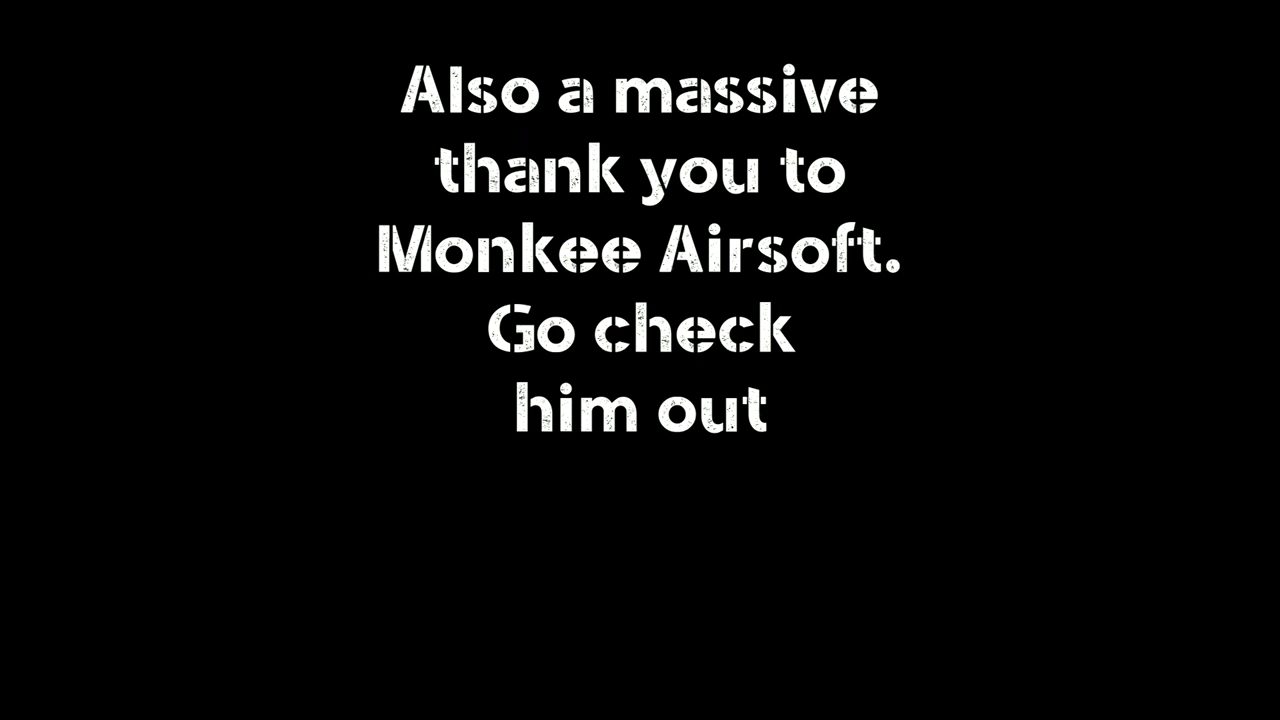 Also a massive
thank you to
Monkee Airsoft.
Go check
him out